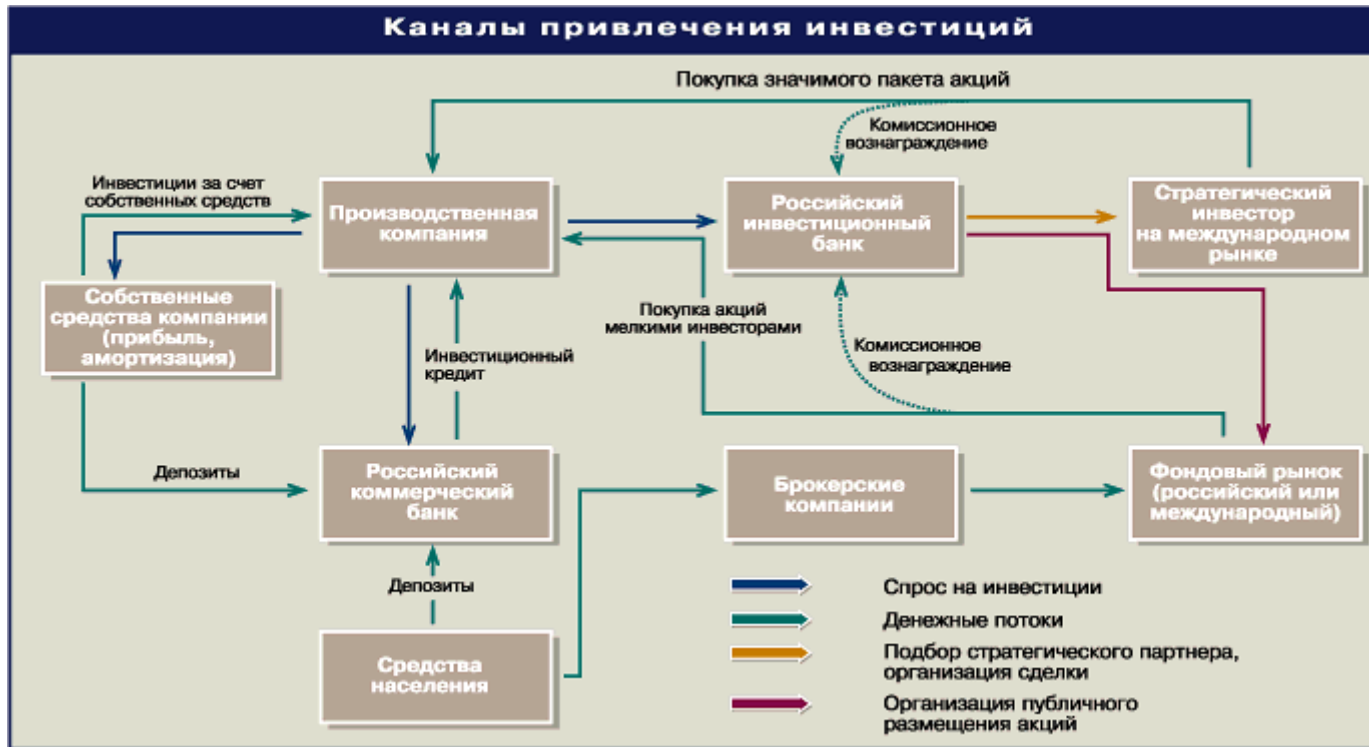 Каналы привлечения инвестиций
Покупка значимого пакета акций
Комиссионное
вознаграждение
Инвестиции за счет
собственных средств
Производственная
компания
Российский
инвестиционный
банк
Стратегический
инвестор
на международном
рынке
Собственные
средства компании
(прибыль,
амортизация)
Покупка акций
мелкими инвесторами
Инвестиционный
кредит
Комиссионное
вознаграждение
Депозиты
Российский
коммерческий
банк
Брокерские
компании
Фондовый рынок
(российский или
международный)
Депозиты
Средства
населения
Спрос на инвестиции
Денежные потоки
Подбор стратегического партнера,
организация сделки
Организация публичного
размещения акций